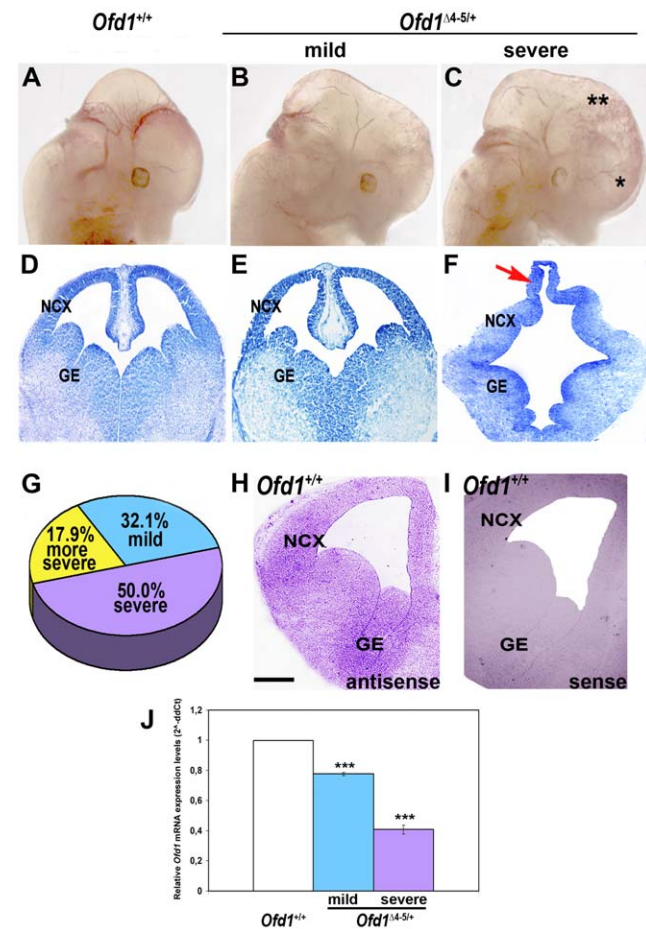 Ofd1+/+
Ofd1Δ4-5/+
mild
severe
A
B
C
**
*
D
E
F
NCX
NCX
NCX
GE
GE
GE
G
17.9%
more
severe
32.1%
mild
50.0%
severe
H
Ofd1+/+
NCX
GE
antisense
I
Ofd1+/+
NCX
GE
sense
J
Relative Ofd1 mRNA expression levels (2^-ddCt)
1,2
1
0,8
0,6
0,4
0,2
0
***
***
mild severe
Ofd1+/+
Ofd1Δ4-5/+